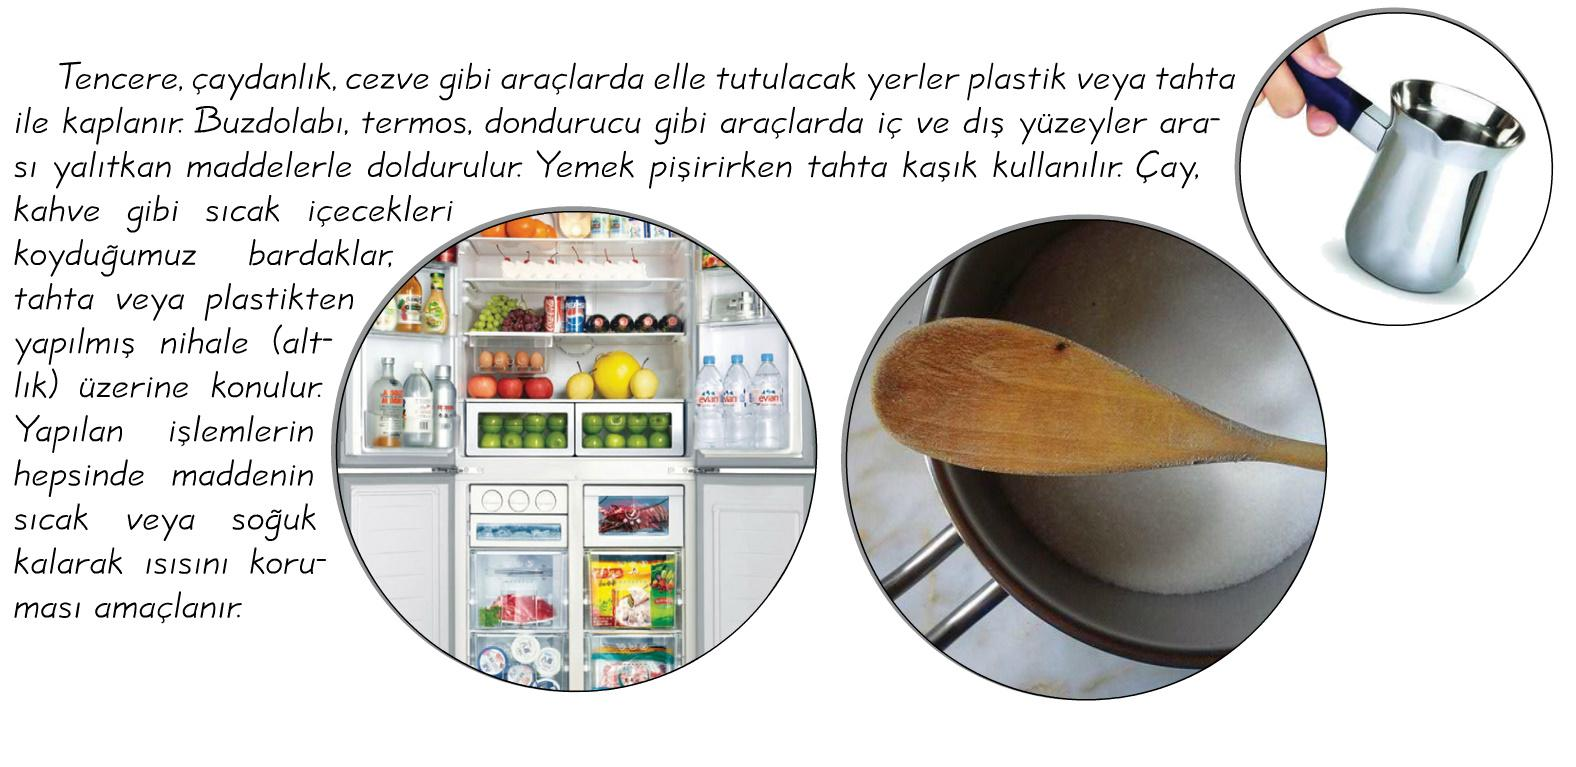 Tencere, çaydanlık, cezve gibi araçlarda elle tutulacak yerler plastik veya tahta
ile kaplanır. Buzdolabı, termos, dondurucu gibi araçlarda iç ve dış yüzeyler ara-
sı yalıtkan maddelerle doldurulur. Yemek pişirirken tahta kaşık kullanılır. Çay,
kahve gibi sıcak içecekleri
koyduğumuz bardaklar,
tahta veya plastikten
yapılmış nihale (alt-
lık) üzerine konulur.
Yapılan işlemlerin
hepsinde maddenin
sıcak veya soğuk
kalarak ısısını koru-
ması amaçlanır.
evian
evian
evian